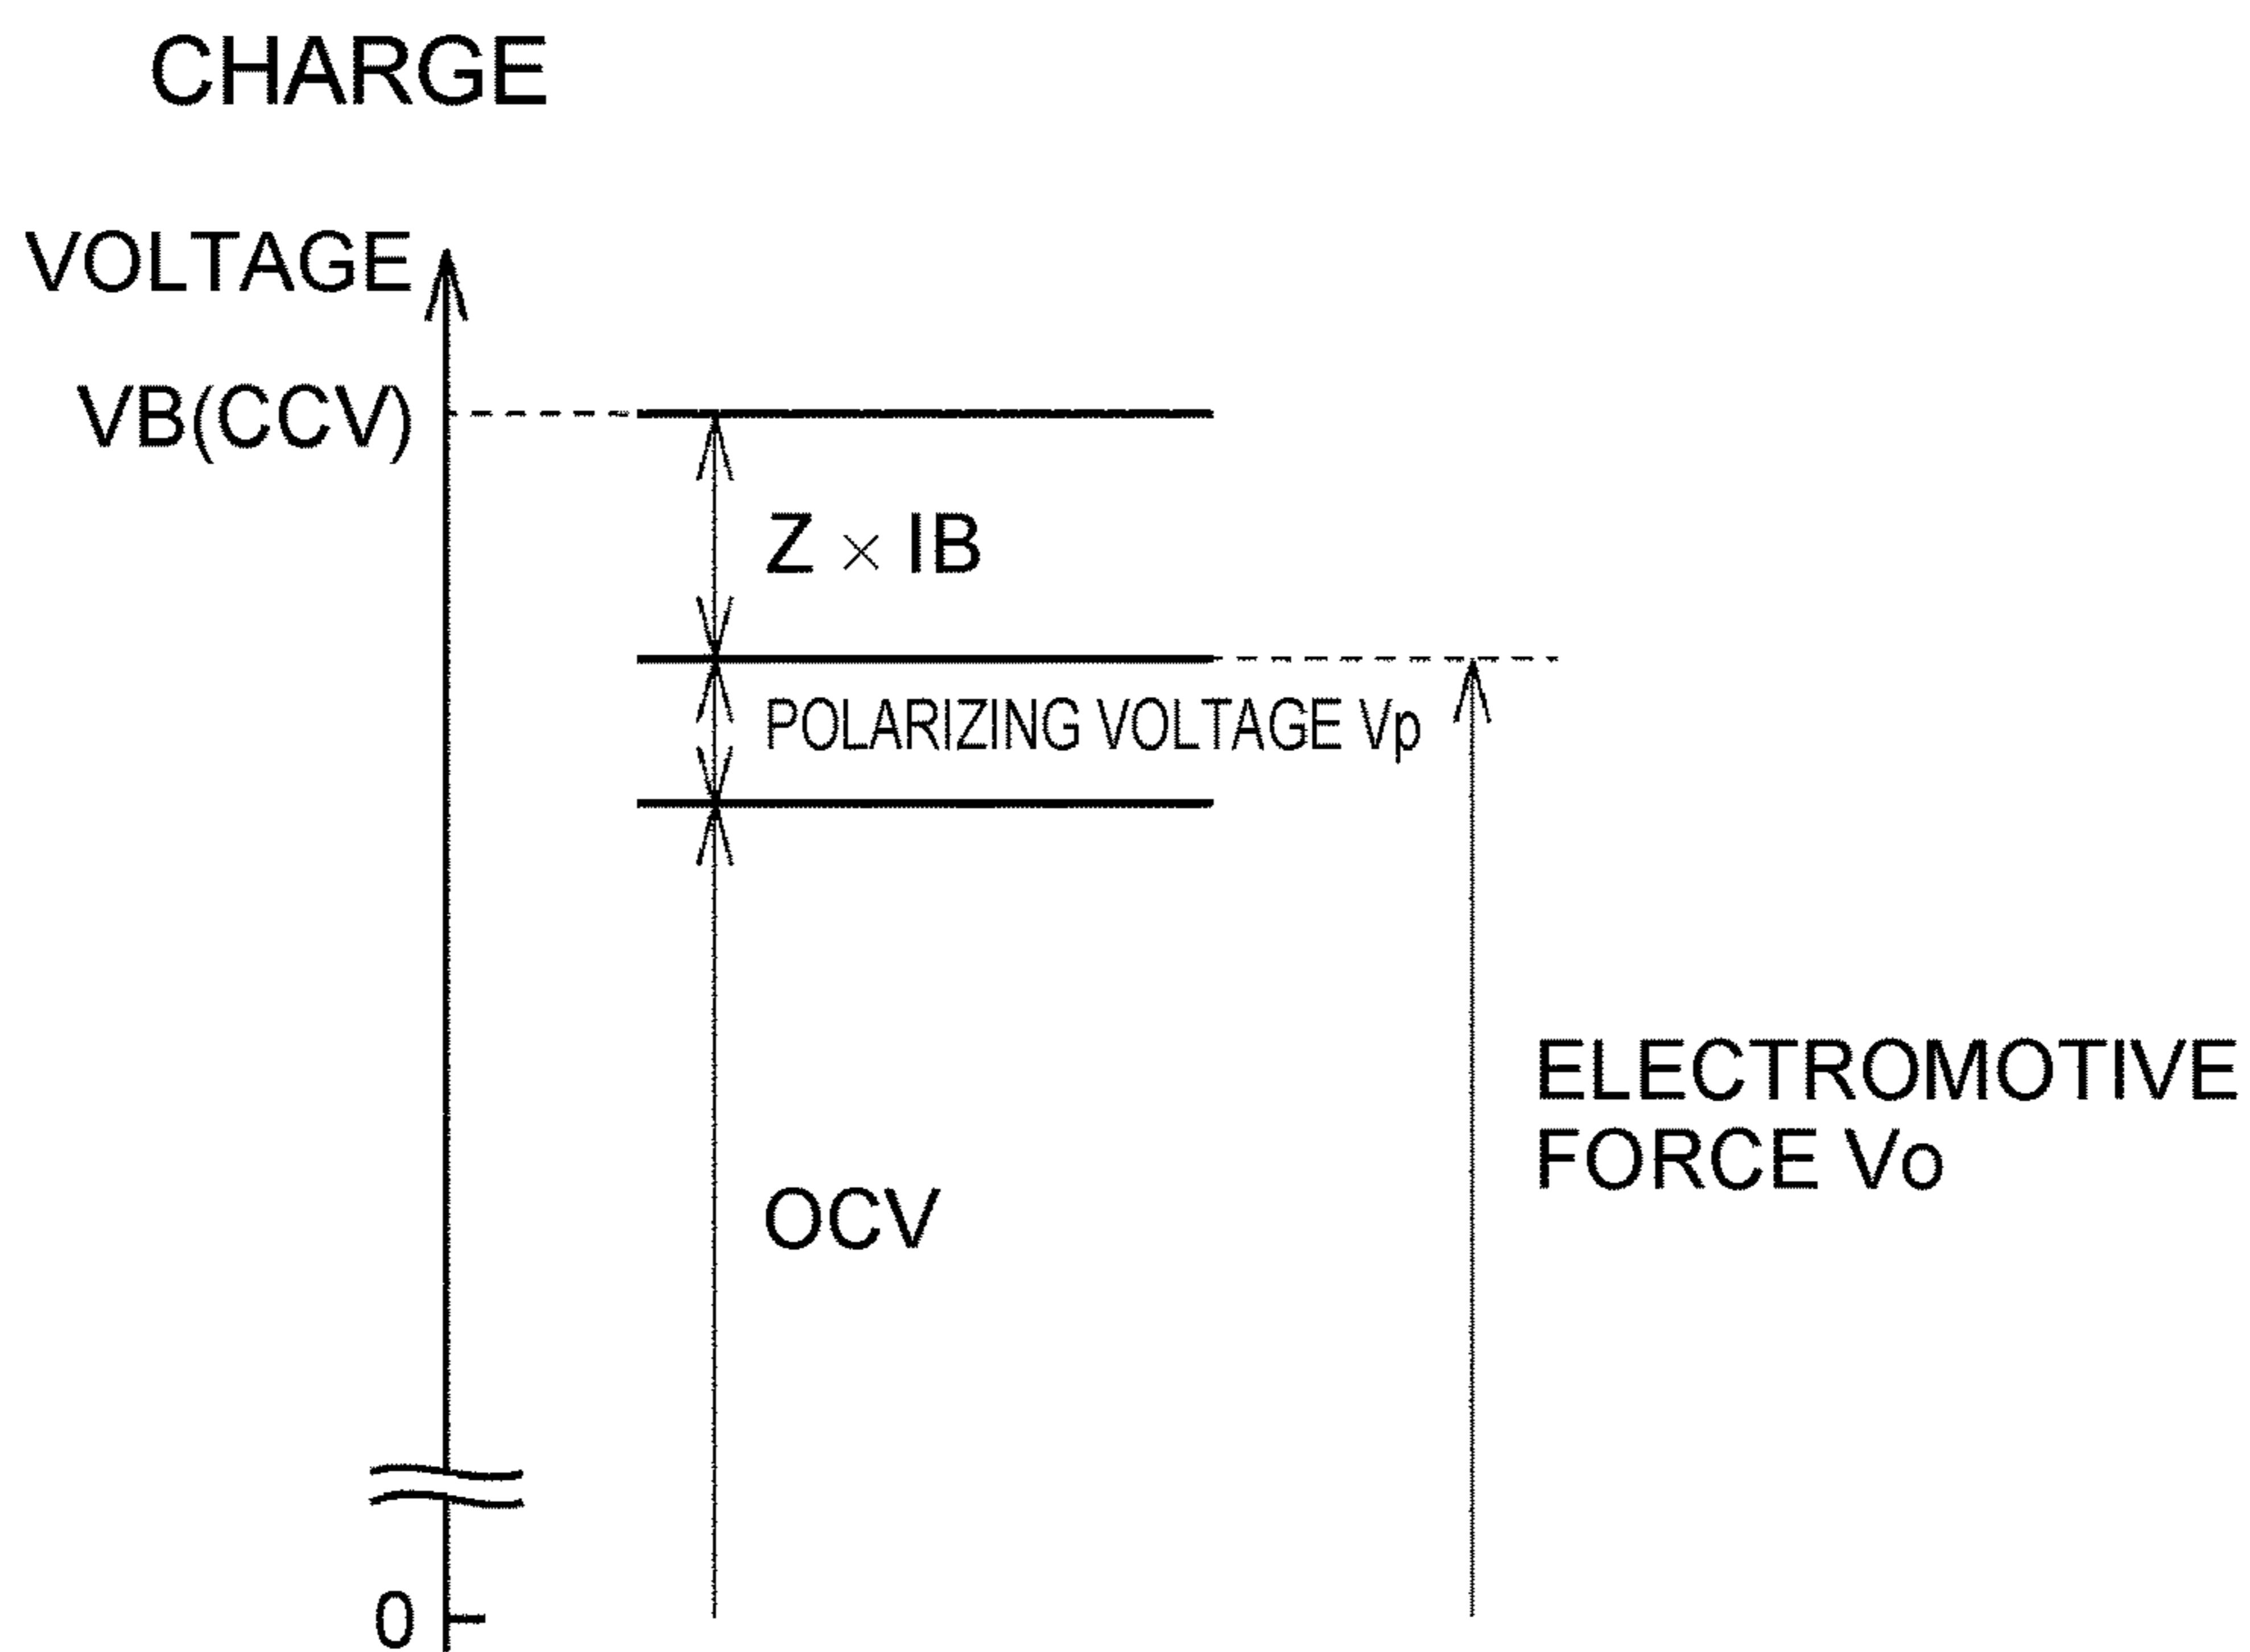 CHARGE
VOLTAGE
VB(CCV)
Z × IB
POLARIZING VOLTAGE Vp
ELECTROMOTIVE
FORCE Vo
OCV
0